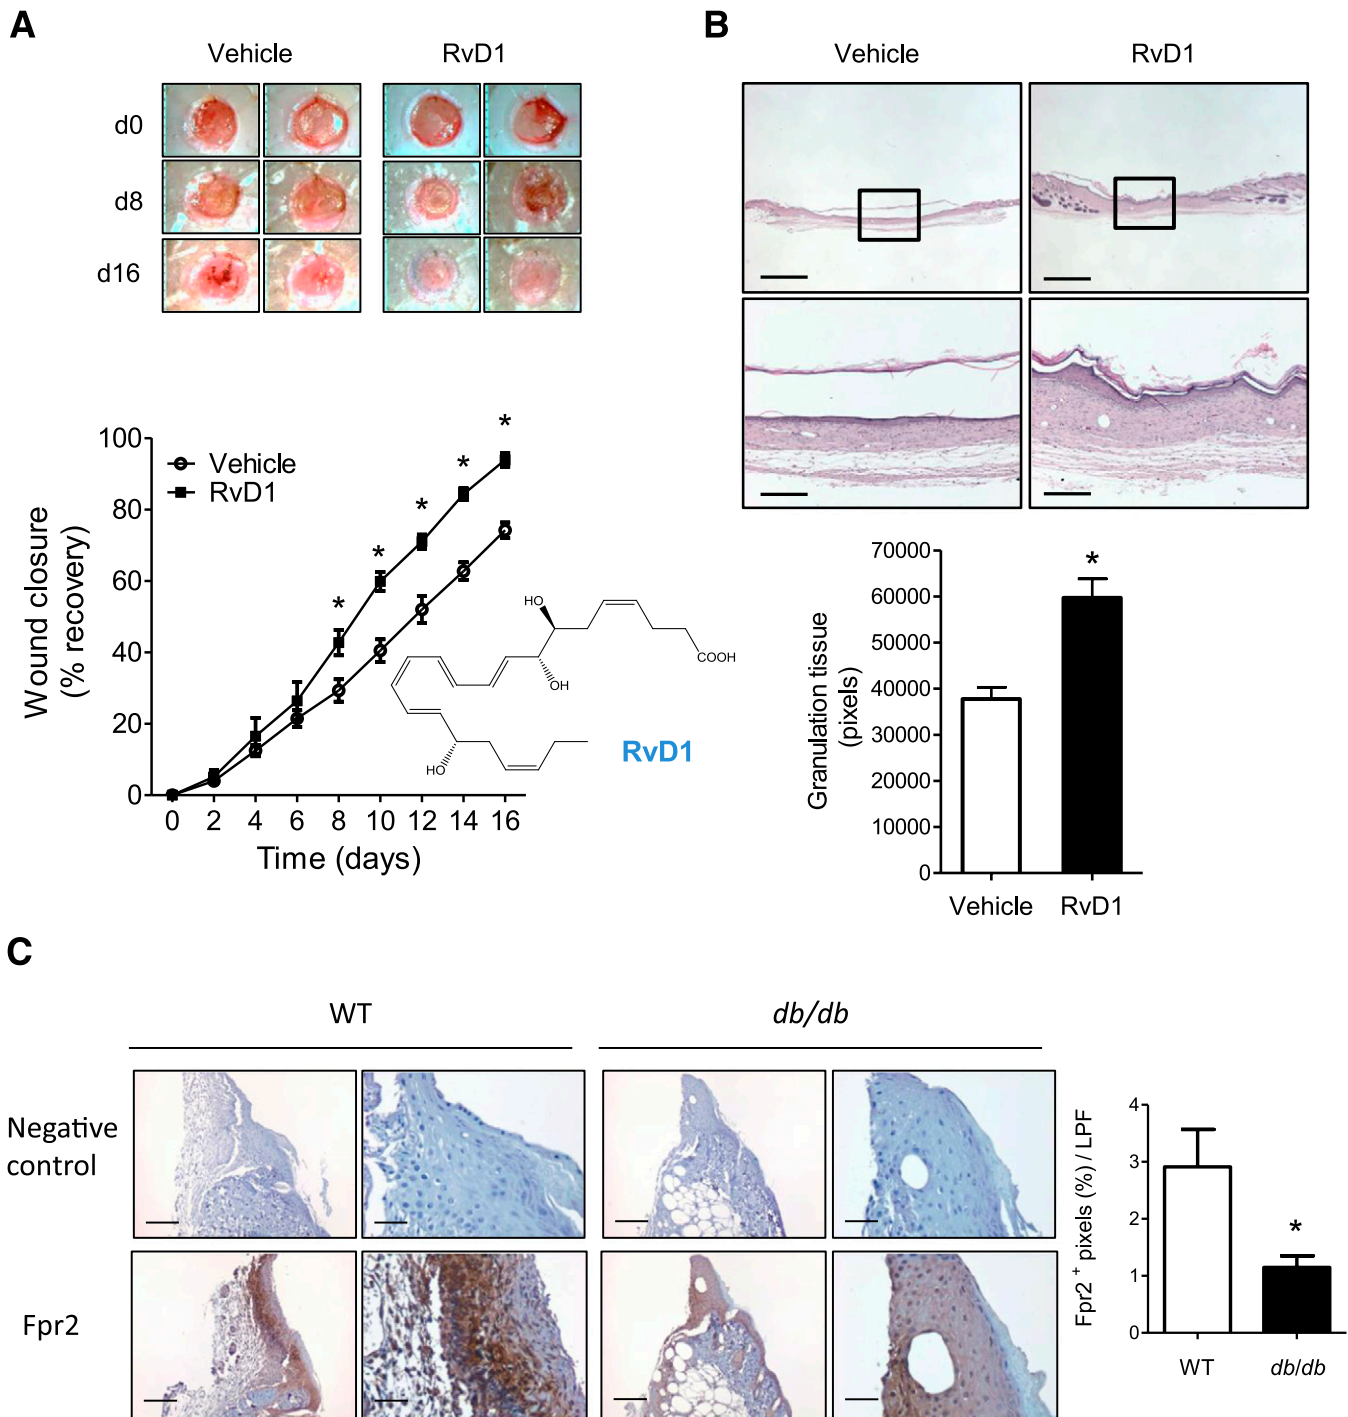 A
Vehicle
RvD1
d0
d8
d16
100
80
60
40
20
0
Wound closure
(% recovery)
Vehicle
RvD1
*
*
*
*
*
0 2 4 6 8 10 12 14 16
Time (days)
HO
OH
COOH
HO
RvD1
B
Vehicle
RvD1
70000
60000
50000
40000
30000
20000
10000
0
Granulation tissue
(pixels)
*
Vehicle
RvD1
C
WT
db/db
Negative
control
Fpr2
4
3
2
1
0
Fpr2 + pixels (%) / LPF
*
WT
db/db